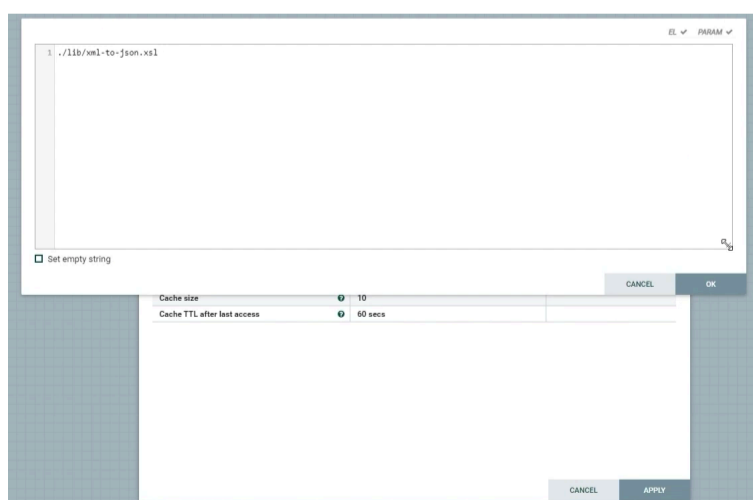 EL ✓ PARAM ✓
1 ./lib/xml-to-json.xsl
Set empty string
CANCEL OK
Cache size 10
Cache TTL after last access 60 secs
CANCEL APPLY